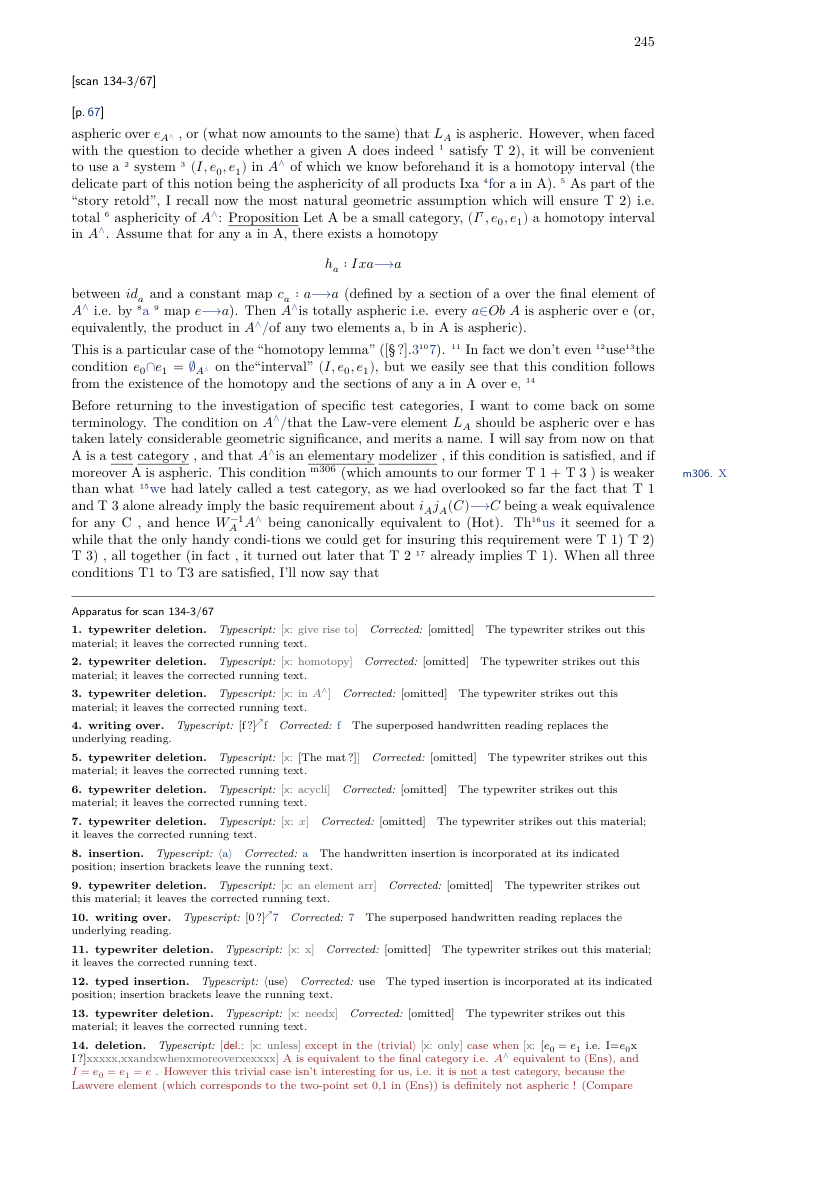 245
[scan 134-3/67]
[p. 67]
aspheric over e_{A^∧} , or (what now amounts to the same) that L_A is aspheric. However, when faced
with the question to decide whether a given A does indeed ¹ satisfy T 2), it will be convenient
to use a ² system ³ (I, e₀, e₁) in A^∧ of which we know beforehand it is a homotopy interval (the
delicate part of this notion being the asphericity of all products Ixa ⁴for a in A). ⁵ As part of the
“story retold”, I recall now the most natural geometric assumption which will ensure T 2) i.e.
total ⁶ asphericity of A^∧: Proposition Let A be a small category, (I⁷, e₀, e₁) a homotopy interval
in A^∧. Assume that for any a in A, there exists a homotopy
h_a : Ixa⟶a
between id_a and a constant map c_a : a⟶a (defined by a section of a over the final element of
A^∧ i.e. by ⁸a ⁹ map e⟶a). Then A^∧is totally aspheric i.e. every a∈Ob A is aspheric over e (or,
equivalently, the product in A^∧/of any two elements a, b in A is aspheric).
This is a particular case of the “homotopy lemma” ([§ ?].3¹⁰7). ¹¹ In fact we don’t even ¹²use¹³the
condition e₀∩e₁ = ∅_{A^∧} on the“interval” (I, e₀, e₁), but we easily see that this condition follows
from the existence of the homotopy and the sections of any a in A over e, ¹⁴
Before returning to the investigation of specific test categories, I want to come back on some
terminology. The condition on A^∧/that the Law-vere element L_A should be aspheric over e has
taken lately considerable geometric significance, and merits a name. I will say from now on that
A is a test category , and that A^∧is an elementary modelizer , if this condition is satisfied, and if
moreover A is aspheric. This condition ^{m306} (which amounts to our former T 1 + T 3 ) is weaker
m306. X
than what ¹⁵we had lately called a test category, as we had overlooked so far the fact that T 1
and T 3 alone already imply the basic requirement about i_A j_A(C)⟶C being a weak equivalence
for any C , and hence W_A^{−1}A^∧ being canonically equivalent to (Hot). Th¹⁶us it seemed for a
while that the only handy condi-tions we could get for insuring this requirement were T 1) T 2)
T 3) , all together (in fact , it turned out later that T 2 ¹⁷ already implies T 1). When all three
conditions T1 to T3 are satisfied, I’ll now say that
Apparatus for scan 134-3/67
1. typewriter deletion. Typescript: [x: give rise to] Corrected: [omitted] The typewriter strikes out this
material; it leaves the corrected running text.
2. typewriter deletion. Typescript: [x: homotopy] Corrected: [omitted] The typewriter strikes out this
material; it leaves the corrected running text.
3. typewriter deletion. Typescript: [x: in A^∧] Corrected: [omitted] The typewriter strikes out this
material; it leaves the corrected running text.
4. writing over. Typescript: [f ?]↗f Corrected: f The superposed handwritten reading replaces the
underlying reading.
5. typewriter deletion. Typescript: [x: [The mat ?]] Corrected: [omitted] The typewriter strikes out this
material; it leaves the corrected running text.
6. typewriter deletion. Typescript: [x: acycli] Corrected: [omitted] The typewriter strikes out this
material; it leaves the corrected running text.
7. typewriter deletion. Typescript: [x: x] Corrected: [omitted] The typewriter strikes out this material;
it leaves the corrected running text.
8. insertion. Typescript: ⟨a⟩ Corrected: a The handwritten insertion is incorporated at its indicated
position; insertion brackets leave the running text.
9. typewriter deletion. Typescript: [x: an element arr] Corrected: [omitted] The typewriter strikes out
this material; it leaves the corrected running text.
10. writing over. Typescript: [0 ?]↗7 Corrected: 7 The superposed handwritten reading replaces the
underlying reading.
11. typewriter deletion. Typescript: [x: x] Corrected: [omitted] The typewriter strikes out this material;
it leaves the corrected running text.
12. typed insertion. Typescript: ⟨use⟩ Corrected: use The typed insertion is incorporated at its indicated
position; insertion brackets leave the running text.
13. typewriter deletion. Typescript: [x: needx] Corrected: [omitted] The typewriter strikes out this
material; it leaves the corrected running text.
14. deletion. Typescript: [del.: [x: unless] except in the ⟨trivial⟩ [x: only] case when [x: [e₀ = e₁ i.e. I=e₀x
I ?]xxxxx,xxandxwhenxmoreoverxexxxx] A is equivalent to the final category i.e. A^∧ equivalent to (Ens), and
I = e₀ = e₁ = e . However this trivial case isn’t interesting for us, i.e. it is not a test category, because the
Lawvere element (which corresponds to the two-point set 0,1 in (Ens)) is definitely not aspheric ! (Compare